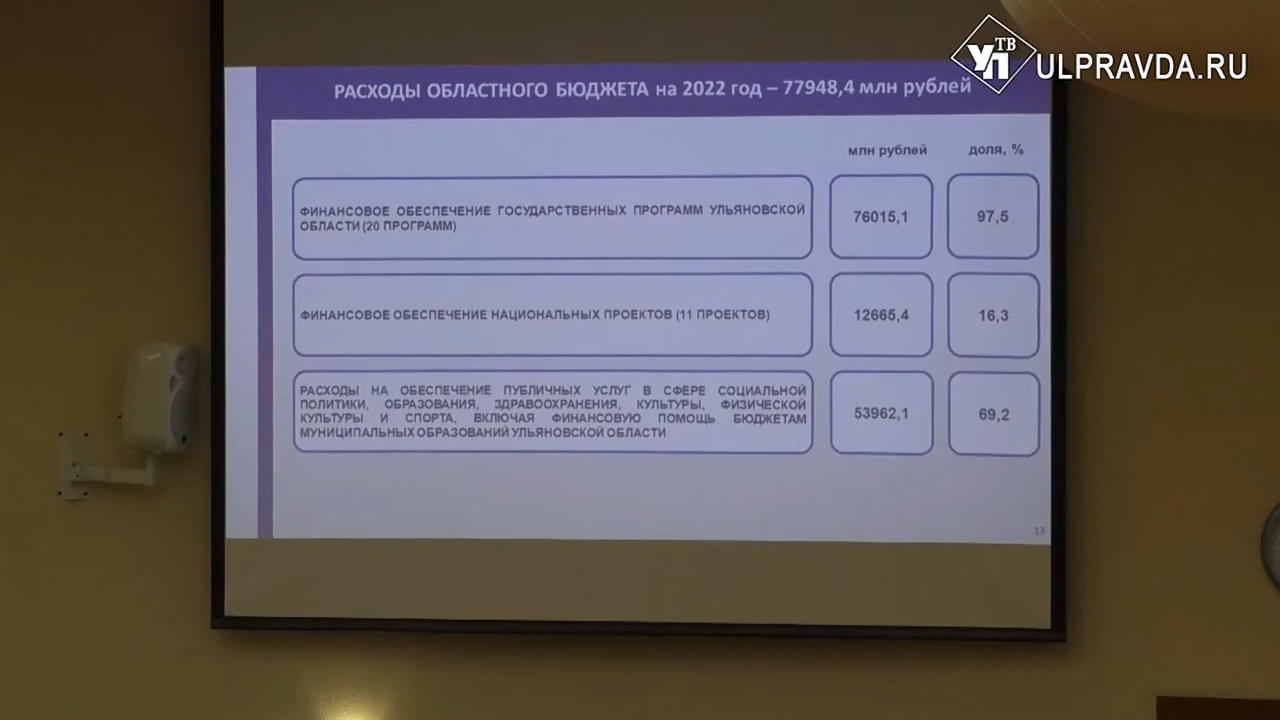 ТВ
УП
ULPRAVDA.RU
РАСХОДЫ ОБЛАСТНОГО БЮДЖЕТА на 2022 год – 77948,4 млн рублей
млн рублей
доля, %
ФИНАНСОВОЕ ОБЕСПЕЧЕНИЕ ГОСУДАРСТВЕННЫХ ПРОГРАММ УЛЬЯНОВСКОЙ
ОБЛАСТИ (20 ПРОГРАММ)
76015,1
97,5
ФИНАНСОВОЕ ОБЕСПЕЧЕНИЕ НАЦИОНАЛЬНЫХ ПРОЕКТОВ (11 ПРОЕКТОВ)
12665,4
16,3
РАСХОДЫ НА ОБЕСПЕЧЕНИЕ ПУБЛИЧНЫХ УСЛУГ В СФЕРЕ СОЦИАЛЬНОЙ
ПОЛИТИКИ, ОБРАЗОВАНИЯ, ЗДРАВООХРАНЕНИЯ, КУЛЬТУРЫ, ФИЗИЧЕСКОЙ
КУЛЬТУРЫ И СПОРТА, ВКЛЮЧАЯ ФИНАНСОВУЮ ПОМОЩЬ БЮДЖЕТАМ
МУНИЦИПАЛЬНЫХ ОБРАЗОВАНИЙ УЛЬЯНОВСКОЙ ОБЛАСТИ
53962,1
69,2
13